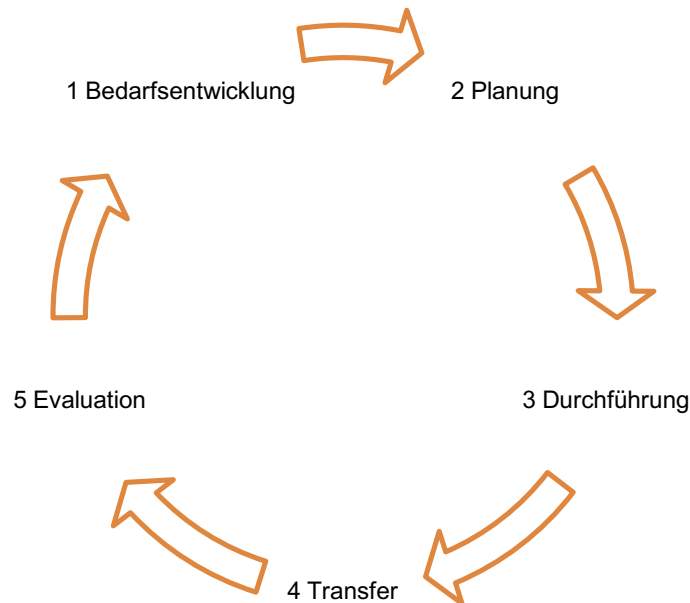 1 Bedarfsentwicklung
2 Planung
3 Durchführung
4 Transfer
5 Evaluation